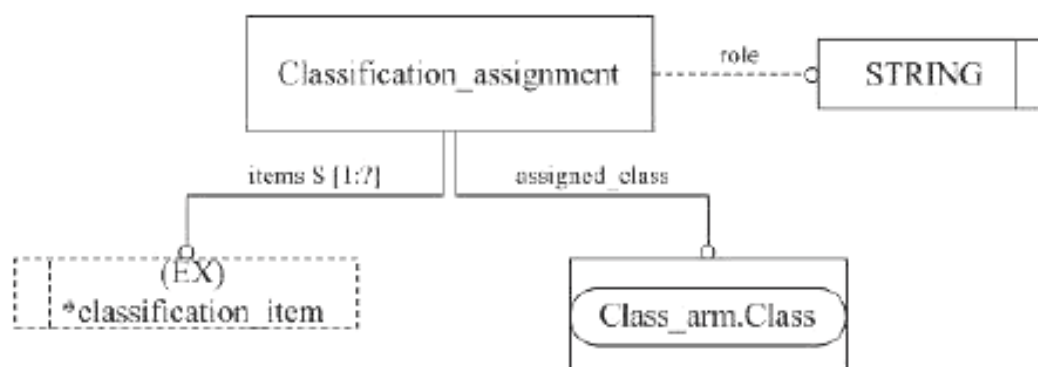 Classification_assignment
role
STRING
items S [1:?]
assigned_class
(EX)
*classification_item
Class_arm.Class